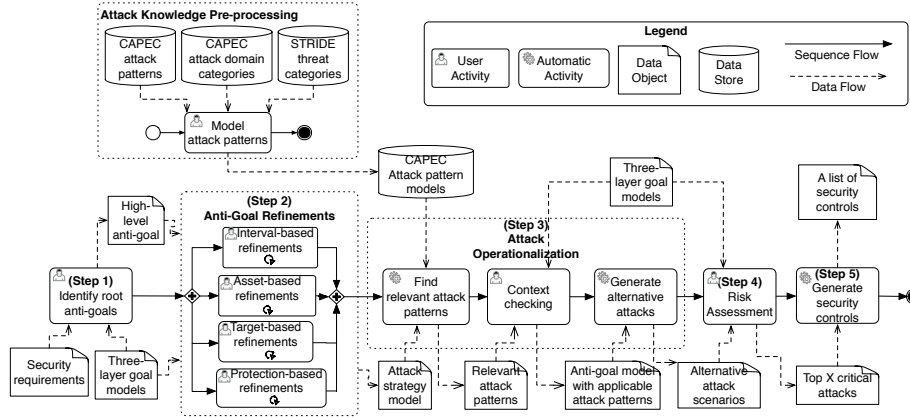 Attack Knowledge Pre-processing
CAPEC
attack
patterns
CAPEC
attack domain
categories
STRIDE
threat
categories
Model
attack patterns
Legend
User
Activity
Automatic
Activity
Data
Object
Data
Store
Sequence Flow
Data Flow
CAPEC
Attack pattern
models
Three-
layer goal
models
A list of
security
controls
High-
level
anti-goal
(Step 2)
Anti-Goal Refinements
Interval-based
refinements
Asset-based
refinements
Target-based
refinements
Protection-based
refinements
(Step 1)
Identify root
anti-goals
Security
requirements
Three-
layer goal
models
(Step 3)
Attack
Operationalization
Find
relevant attack
patterns
Context
checking
Generate
alternative
attacks
(Step 4)
Risk
Assessment
(Step 5)
Generate
security
controls
Attack
strategy
model
Relevant
attack
patterns
Anti-goal model
with applicable
attack patterns
Alternative
attack
scenarios
Top X critical
attacks